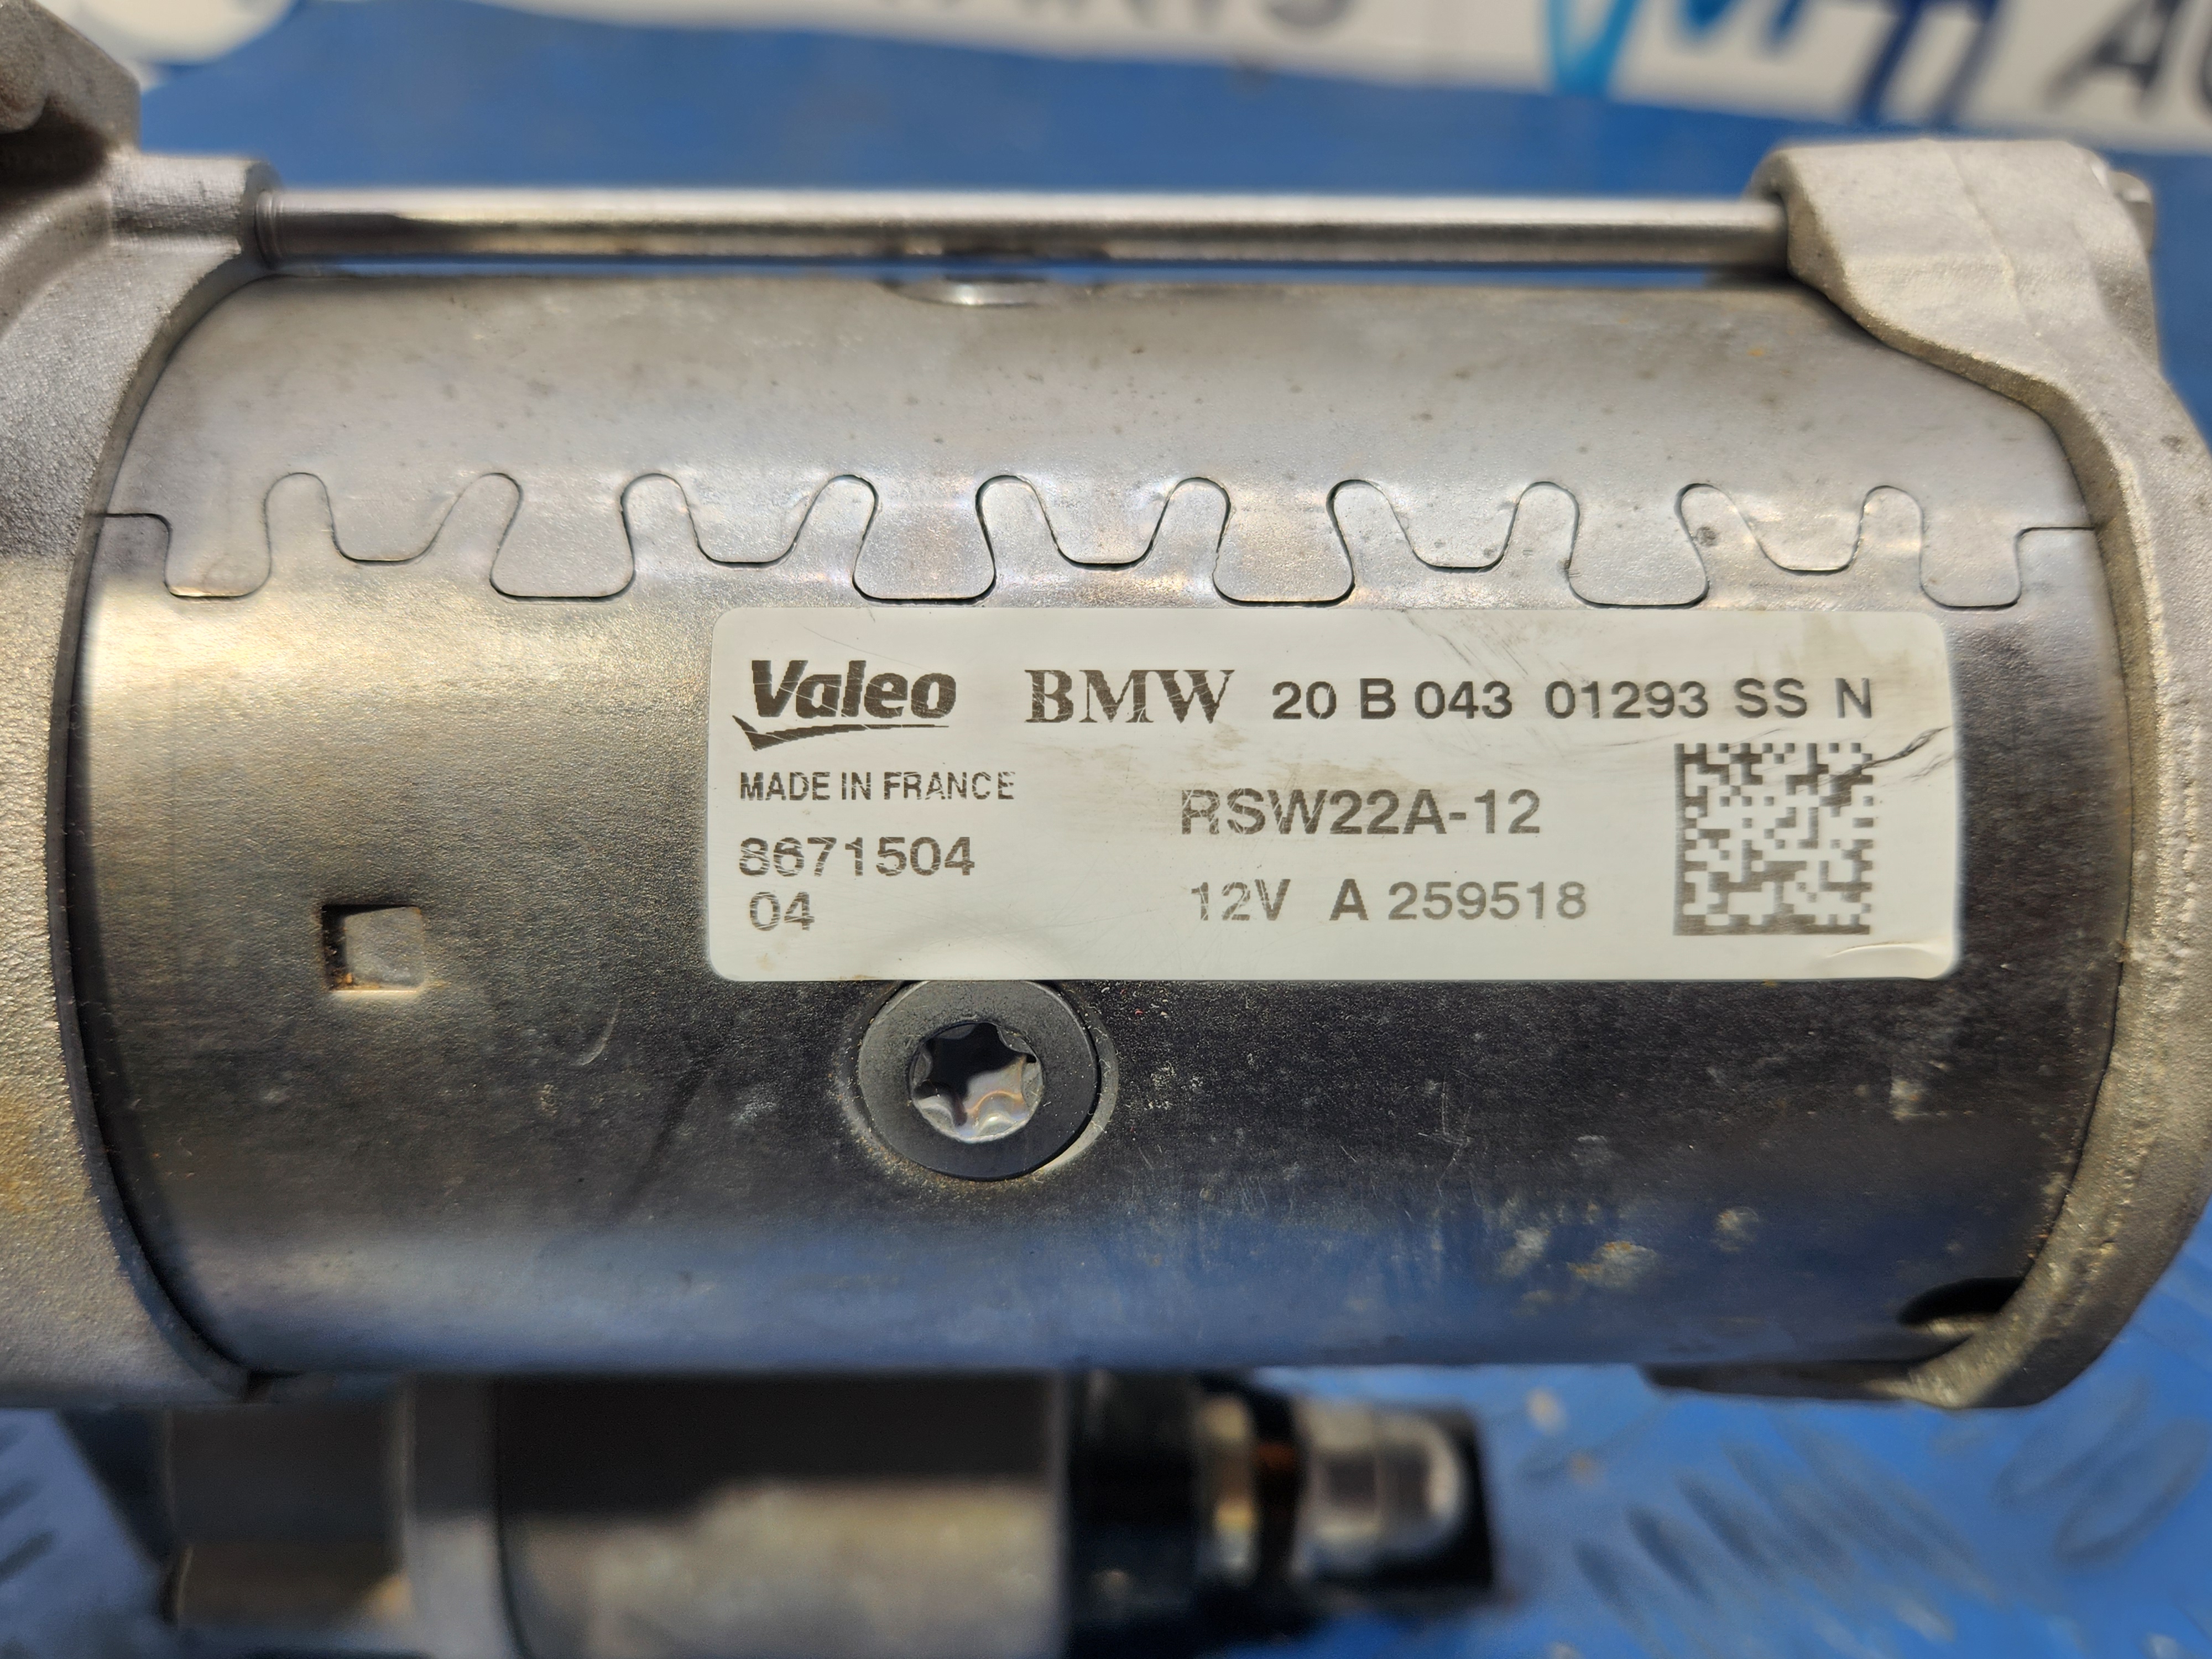 Valeo BMW 20 B 043 01293 SS N
MADE IN FRANCE
RSW22A-12
8671504
04
12V A 259518